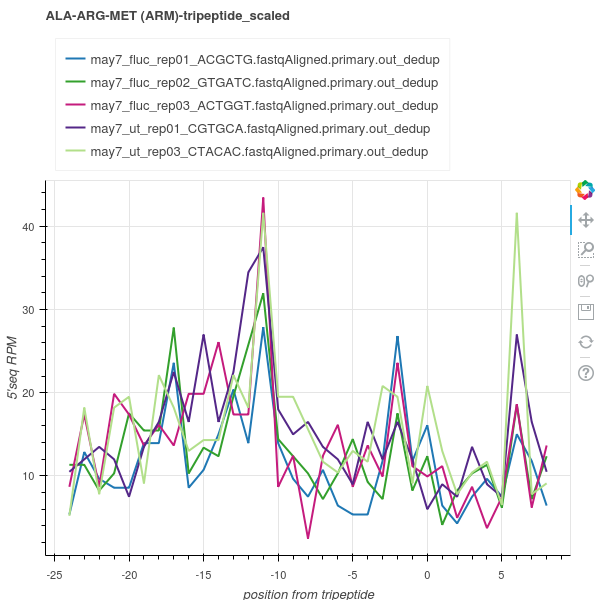 ALA-ARG-MET (ARM)-tripeptide_scaled
may7_fluc_rep01_ACGCTG.fastqAligned.primary.out_dedup
may7_fluc_rep02_GTGATC.fastqAligned.primary.out_dedup
may7_fluc_rep03_ACTGGT.fastqAligned.primary.out_dedup
may7_ut_rep01_CGTGCA.fastqAligned.primary.out_dedup
may7_ut_rep03_CTACAC.fastqAligned.primary.out_dedup
40
30
20
10
5'seq RPM
-25 -20 -15 -10 -5 0 5
position from tripeptide